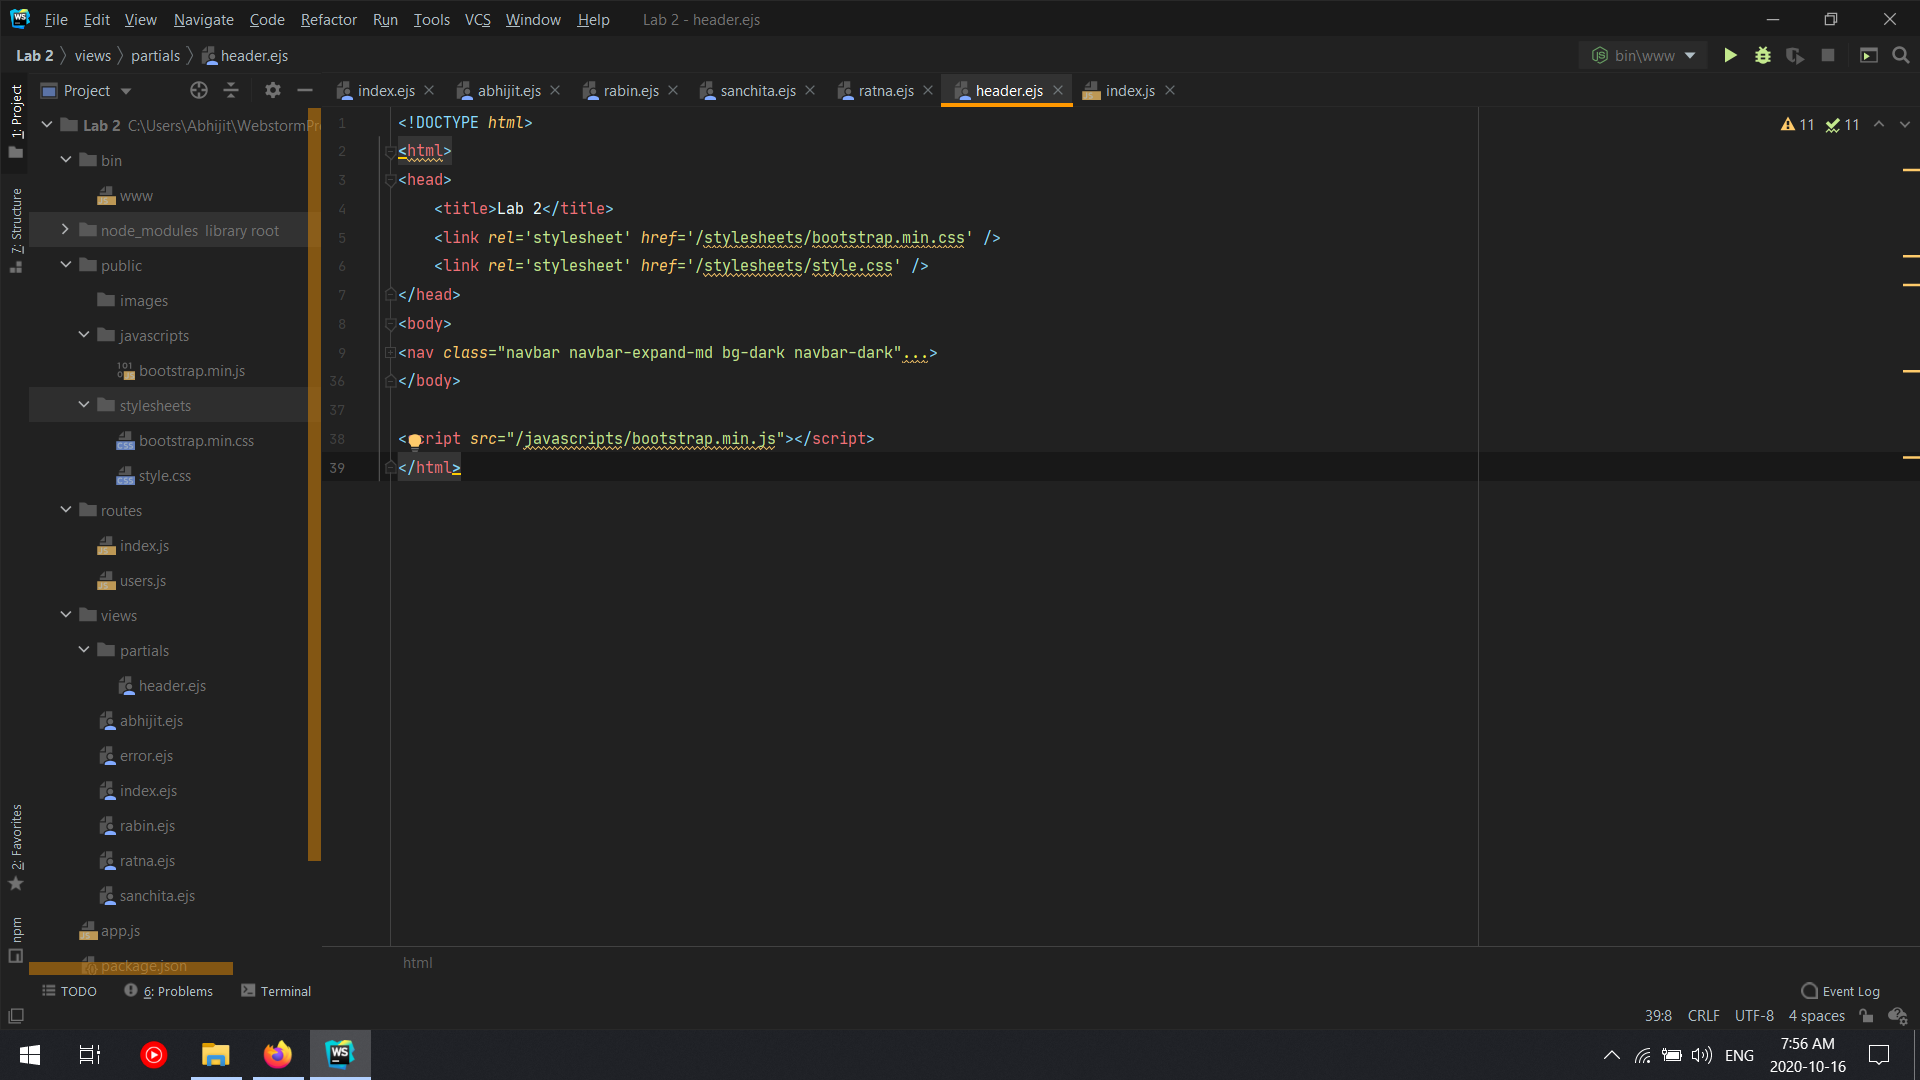 File Edit View Navigate Code Refactor Run Tools VCS Window Help Lab 2 - header.ejs
Lab 2 views partials header.ejs bin\www
Project index.ejs abhijit.ejs rabin.ejs sanchita.ejs ratna.ejs header.ejs index.js
1: Project
7: Structure
2: Favorites
npm
Lab 2 C:\Users\Abhijit\WebstormPr
bin
www
node_modules library root
public
images
javascripts
bootstrap.min.js
stylesheets
bootstrap.min.css
style.css
routes
index.js
users.js
views
partials
header.ejs
abhijit.ejs
error.ejs
index.ejs
rabin.ejs
ratna.ejs
sanchita.ejs
app.js
package.json
11 11
1 <!DOCTYPE html>
2 <html>
3 <head>
4 <title>Lab 2</title>
5 <link rel='stylesheet' href='/stylesheets/bootstrap.min.css' />
6 <link rel='stylesheet' href='/stylesheets/style.css' />
7 </head>
8 <body>
9 <nav class="navbar navbar-expand-md bg-dark navbar-dark"...>
36 </body>
37
38 <script src="/javascripts/bootstrap.min.js"></script>
39 </html>
html
TODO 6: Problems Terminal Event Log
39:8 CRLF UTF-8 4 spaces
ENG 7:56 AM
2020-10-16